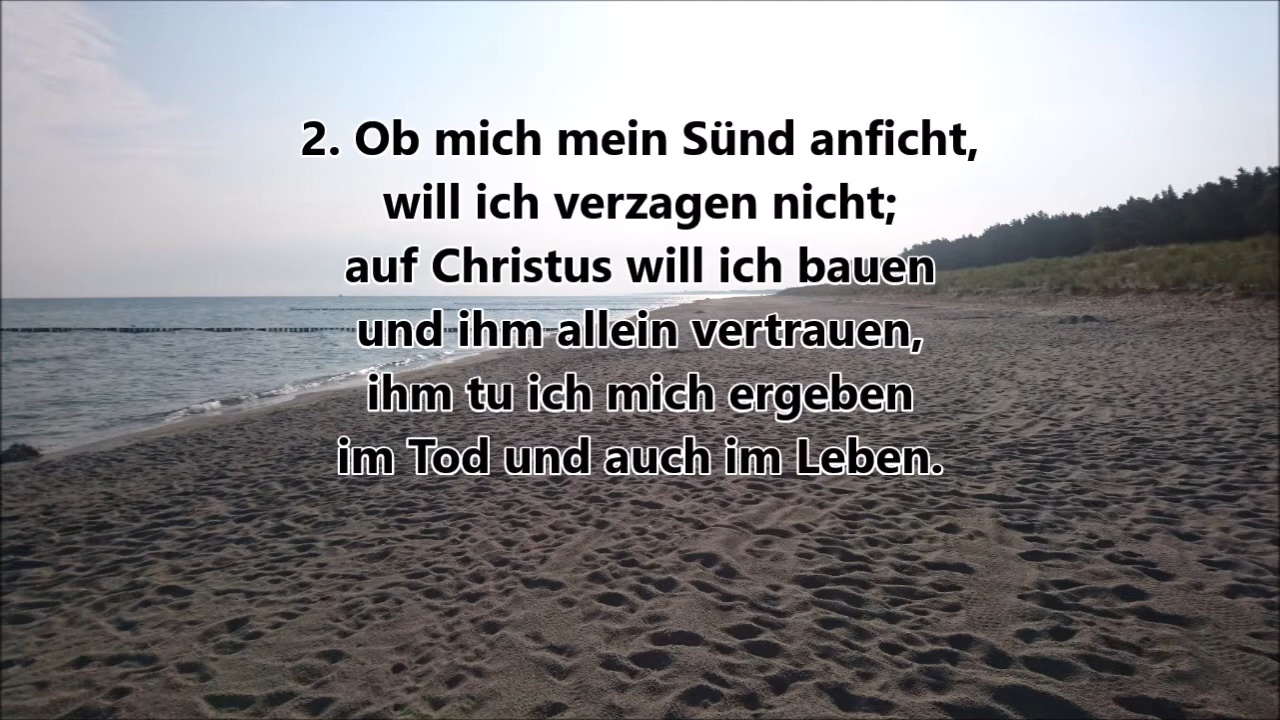 2. Ob mich mein Sünd anficht,
will ich verzagen nicht;
auf Christus will ich bauen
und ihm allein vertrauen,
ihm tu ich mich ergeben
im Tod und auch im Leben.